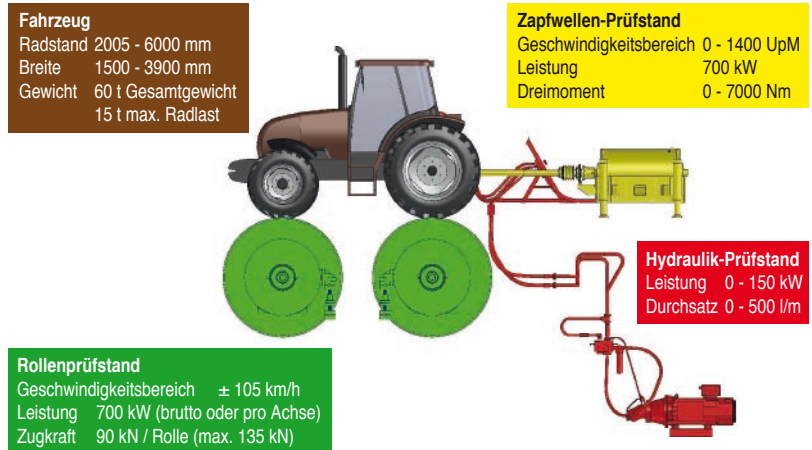 Fahrzeug
Radstand 2005 - 6000 mm
Breite 1500 - 3900 mm
Gewicht 60 t Gesamtgewicht
15 t max. Radlast
Zapfwellen-Prüfstand
Geschwindigkeitsbereich 0 - 1400 UpM
Leistung 700 kW
Dreimoment 0 - 7000 Nm
Hydraulik-Prüfstand
Leistung 0 - 150 kW
Durchsatz 0 - 500 l/m
Rollenprüfstand
Geschwindigkeitsbereich ± 105 km/h
Leistung 700 kW (brutto oder pro Achse)
Zugkraft 90 kN / Rolle (max. 135 kN)